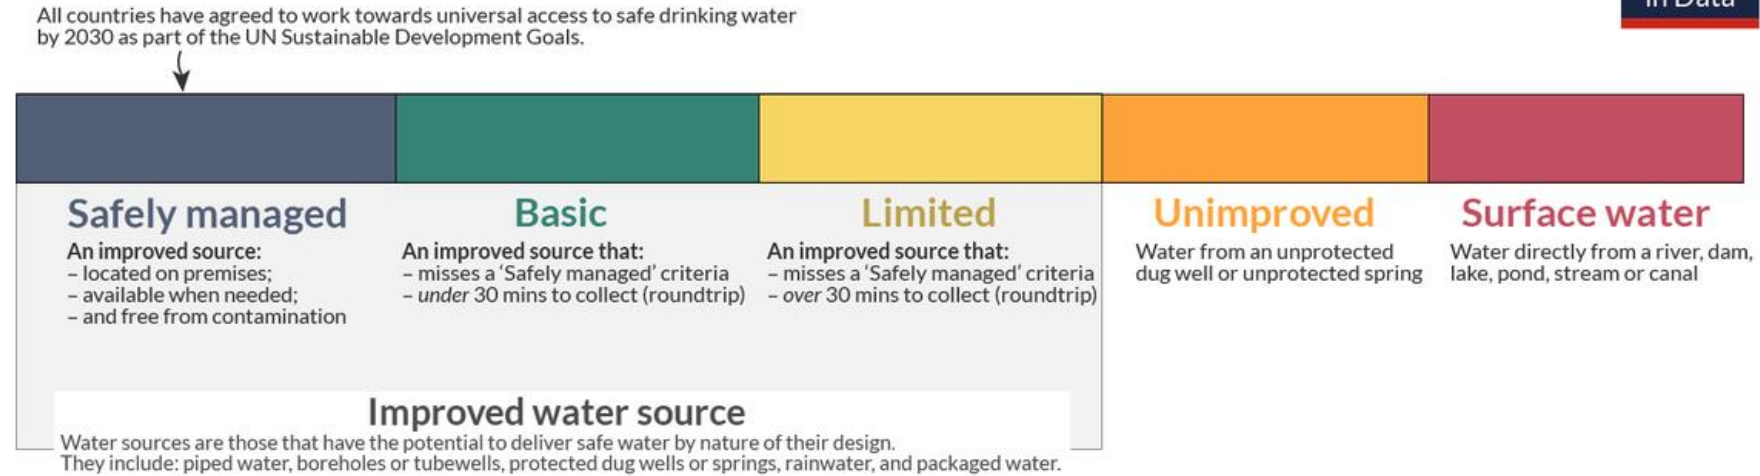 All countries have agreed to work towards universal access to safe drinking water
by 2030 as part of the UN Sustainable Development Goals.
in Data
Safely managed
An improved source:
– located on premises;
– available when needed;
– and free from contamination
Basic
An improved source that:
– misses a ‘Safely managed’ criteria
– under 30 mins to collect (roundtrip)
Limited
An improved source that:
– misses a ‘Safely managed’ criteria
– over 30 mins to collect (roundtrip)
Unimproved
Water from an unprotected
dug well or unprotected spring
Surface water
Water directly from a river, dam,
lake, pond, stream or canal
Improved water source
Water sources are those that have the potential to deliver safe water by nature of their design.
They include: piped water, boreholes or tubewells, protected dug wells or springs, rainwater, and packaged water.